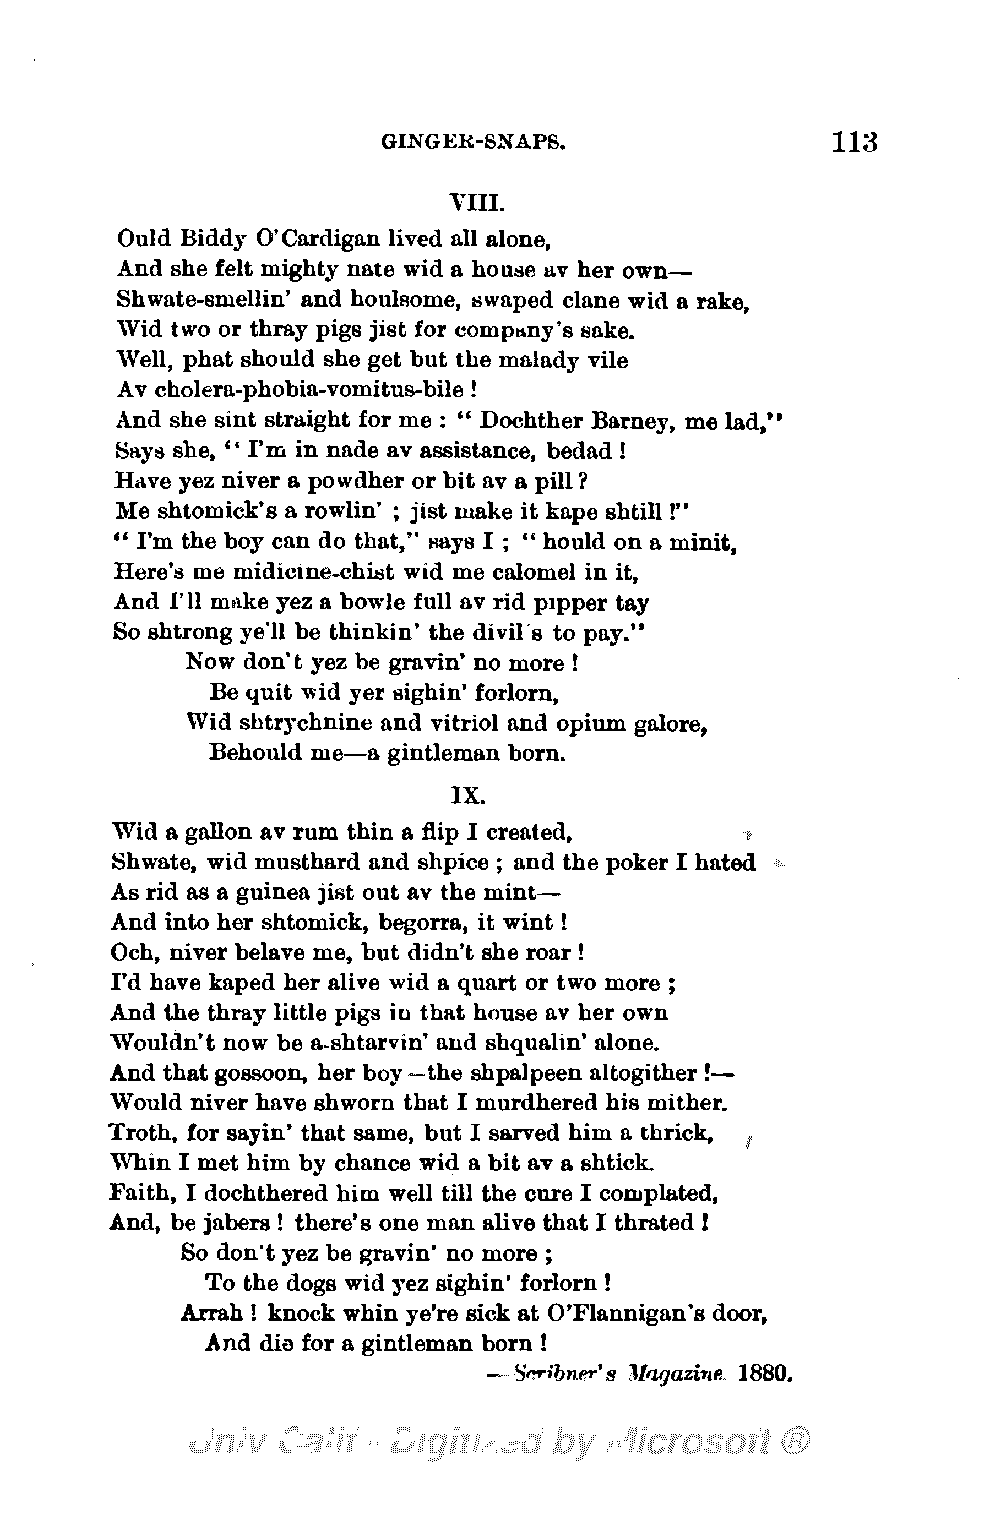 GINGER-SNAPS. 113
VIII.
Ould Biddy O'Cardigan lived all alone,
And she felt mighty nate wid a house av her own—
Shwate-smellin' and houlsome, swaped clane wid a rake,
Wid two or thray pigs jist for company's sake.
Well, phat should she get but the malady vile
Av cholera-phobia-vomitus-bile !
And she sint straight for me : “ Dochther Barney, me lad,”
Says she, “ I'm in nade av assistance, bedad !
Have yez niver a powdher or bit av a pill ?
Me shtomick's a rowlin' ; jist make it kape shtill !”
“ I'm the boy can do that,” says I ; “ hould on a minit,
Here's me midicine-chist wid me calomel in it,
And I'll make yez a bowle full av rid pipper tay
So shtrong ye'll be thinkin' the divil's to pay.”
Now don't yez be gravin' no more !
Be quit wid yer sighin' forlorn,
Wid shtrychnine and vitriol and opium galore,
Behould me—a gintleman born.
IX.
Wid a gallon av rum thin a flip I created,
Shwate, wid musthard and shpice ; and the poker I hated
As rid as a guinea jist out av the mint—
And into her shtomick, begorra, it wint !
Och, niver belave me, but didn't she roar !
I'd have kaped her alive wid a quart or two more ;
And the thray little pigs in that house av her own
Wouldn't now be a-shtarvin' and shqualin' alone.
And that gossoon, her boy—the shpalpeen altogither !—
Would niver have shworn that I murdhered his mither.
Troth, for sayin' that same, but I sarved him a thrick,
Whin I met him by chance wid a bit av a shtick.
Faith, I dochthered him well till the cure I complated,
And, be jabers ! there's one man alive that I thrated !
So don't yez be gravin' no more ;
To the dogs wid yez sighin' forlorn !
Arrah ! knock whin ye're sick at O'Flannigan's door,
And die for a gintleman born !
—Scribner's Magazine. 1880.
Univ Calif - Digitized by Microsoft ®